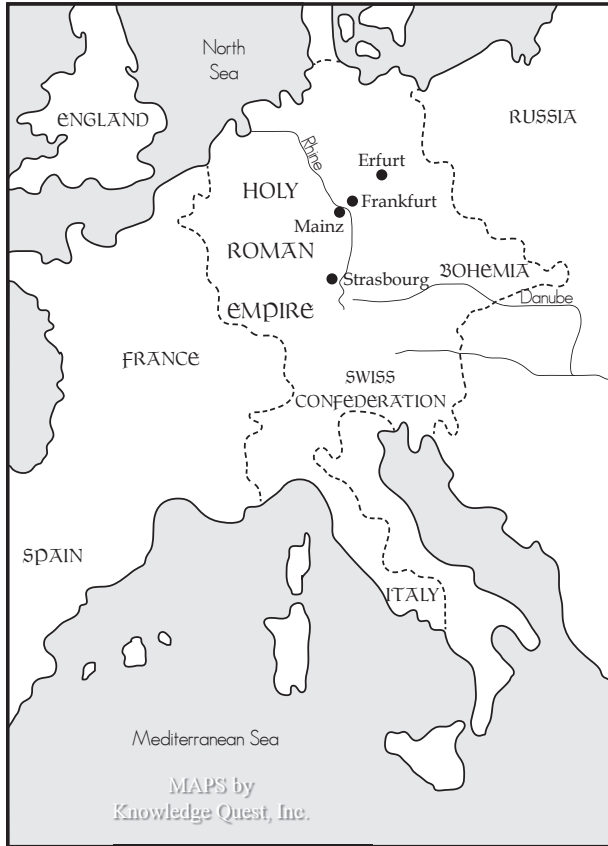 North
Sea
ENGLAND
RUSSIA
Rhine
Erfurt
HOLY
Frankfurt
Mainz
ROMAN
BOHEMIA
Strasbourg
Danube
EMPIRE
FRANCE
SWISS
CONFEDERATION
SPAIN
ITALY
Mediterranean Sea
MAPS by
Knowledge Quest, Inc.